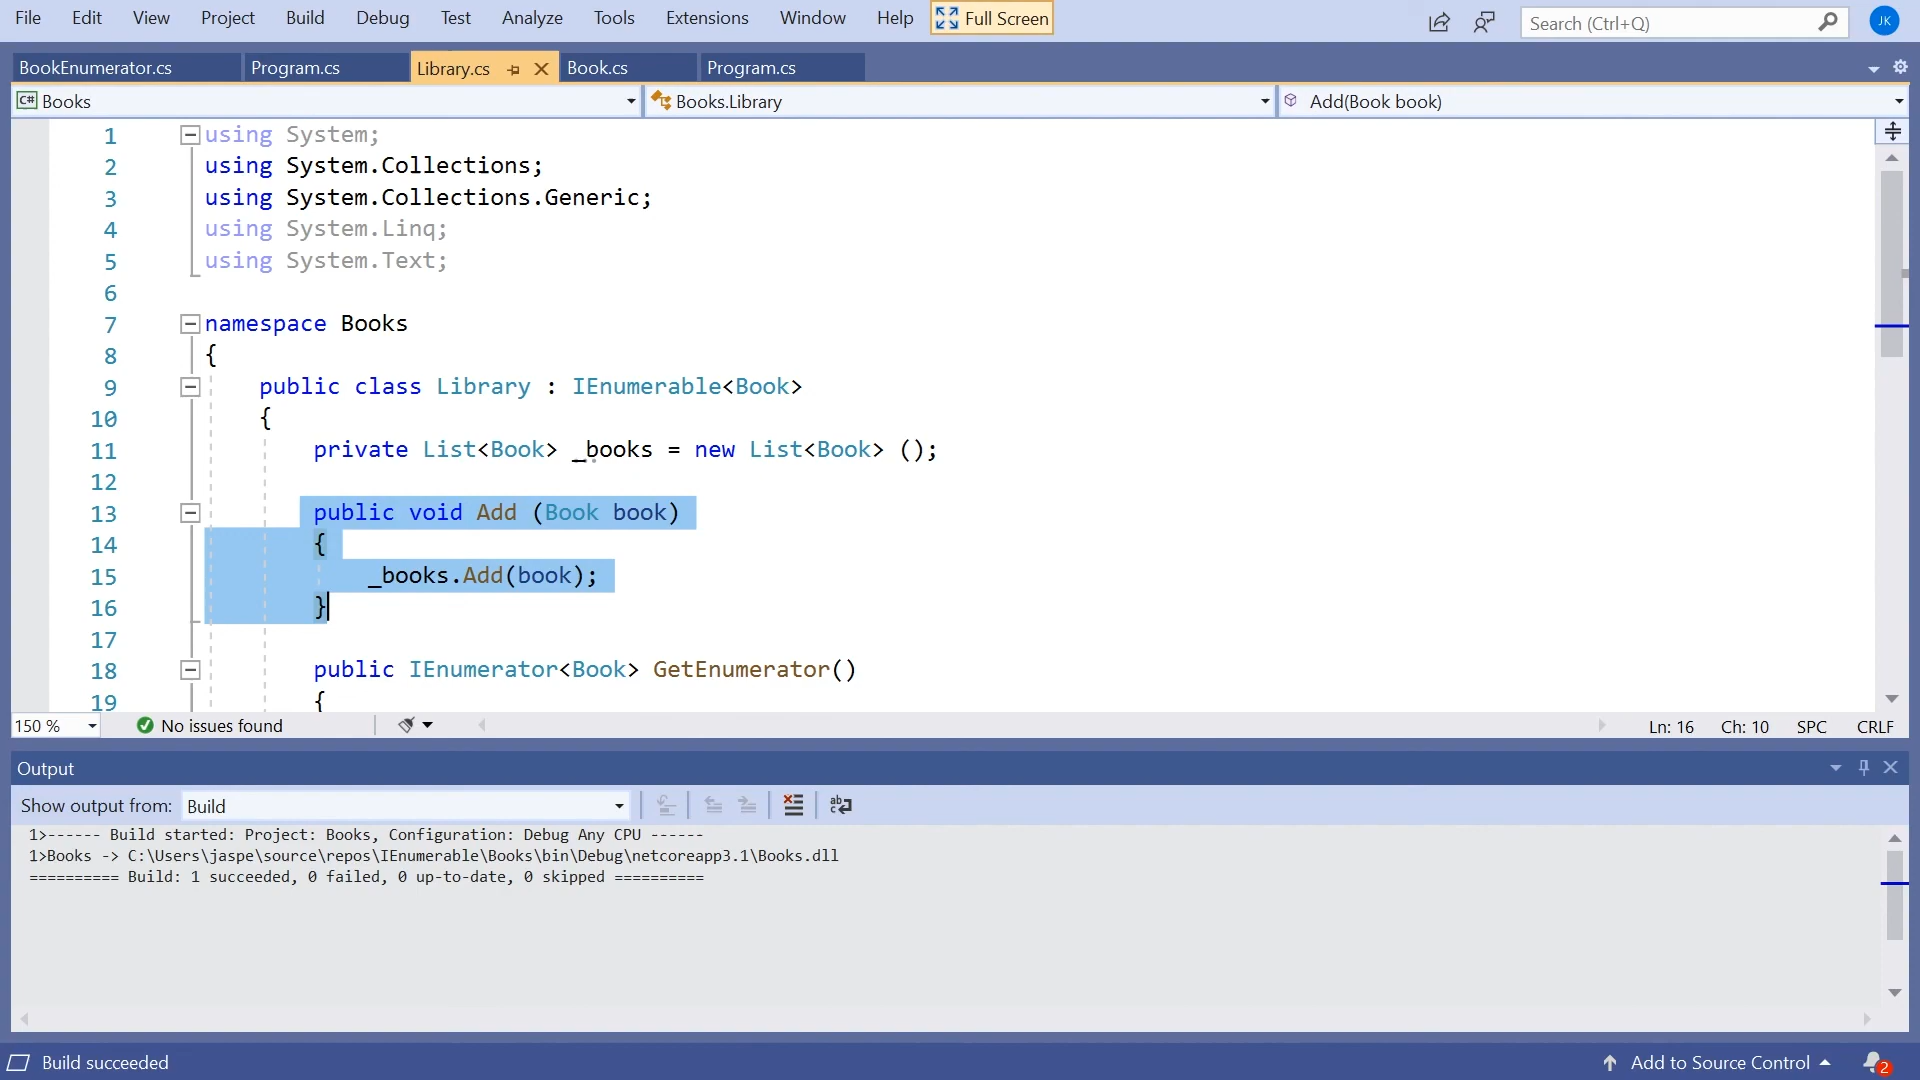 File Edit View Project Build Debug Test Analyze Tools Extensions Window Help Full Screen Search (Ctrl+Q) JK
BookEnumerator.cs Program.cs Library.cs Book.cs Program.cs
C# Books Books.Library Add(Book book)
1 using System;
2 using System.Collections;
3 using System.Collections.Generic;
4 using System.Linq;
5 using System.Text;
6
7 namespace Books
8 {
9 public class Library : IEnumerable<Book>
10 {
11 private List<Book> _books = new List<Book> ();
12
13 public void Add (Book book)
14 {
15 _books.Add(book);
16 }
17
18 public IEnumerator<Book> GetEnumerator()
19 {
150 % No issues found Ln: 16 Ch: 10 SPC CRLF
Output
Show output from: Build
1>------ Build started: Project: Books, Configuration: Debug Any CPU ------
1>Books -> C:\Users\jaspe\source\repos\IEnumerable\Books\bin\Debug\netcoreapp3.1\Books.dll
========== Build: 1 succeeded, 0 failed, 0 up-to-date, 0 skipped ==========
Build succeeded Add to Source Control 2